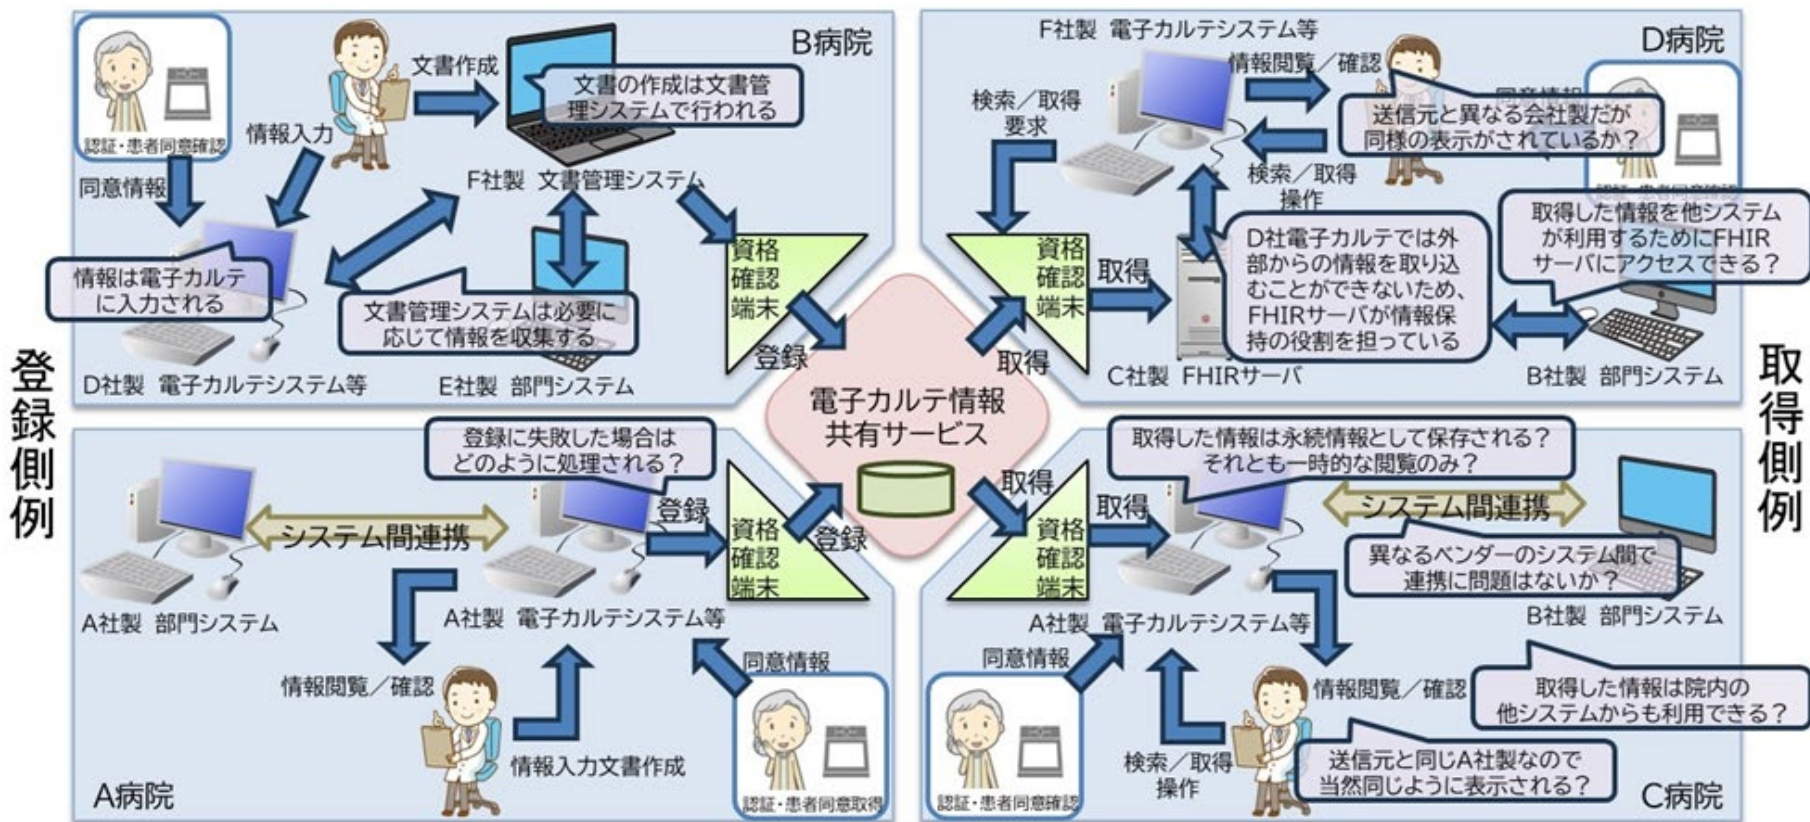 登録側例
取得側例
B病院
認証・患者同意確認
同意情報
情報入力
文書作成
文書の作成は文書管
理システムで行われる
F社製 文書管理システム
情報は電子カルテ
に入力される
文書管理システムは必要に
応じて情報を収集する
D社製 電子カルテシステム等
E社製 部門システム
資格
確認
端末
登録
D病院
F社製 電子カルテシステム等
情報閲覧／確認
検索／取得
要求
送信元と異なる会社製だが
同様の表示がされているか？
同意情報
認証・患者同意確認
検索／取得
操作
資格
確認
端末
取得
取得
D社電子カルテでは外
部からの情報を取り込
むことができないため、
FHIRサーバが情報保
持の役割を担っている
取得した情報を他システム
が利用するためにFHIR
サーバにアクセスできる？
C社製 FHIRサーバ
B社製 部門システム
電子カルテ情報
共有サービス
A病院
登録に失敗した場合は
どのように処理される？
システム間連携
登録
資格
確認
端末
登録
A社製 部門システム
A社製 電子カルテシステム等
情報閲覧／確認
情報入力文書作成
同意情報
認証・患者同意取得
C病院
取得した情報は永続情報として保存される？
それとも一時的な閲覧のみ？
取得
資格
確認
端末
取得
システム間連携
異なるベンダーのシステム間で
連携に問題はないか？
A社製 電子カルテシステム等
B社製 部門システム
同意情報
認証・患者同意確認
検索／取得
操作
情報閲覧／確認
取得した情報は院内の
他システムからも利用できる？
送信元と同じA社製なので
当然同じように表示される？